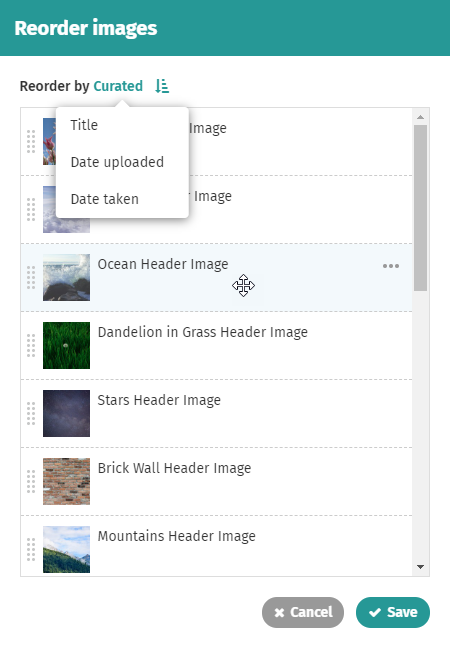 Reorder images
Reorder by Curated
Title
Date uploaded
Date taken
Image
Image
Ocean Header Image
Dandelion in Grass Header Image
Stars Header Image
Brick Wall Header Image
Mountains Header Image
Cancel
Save